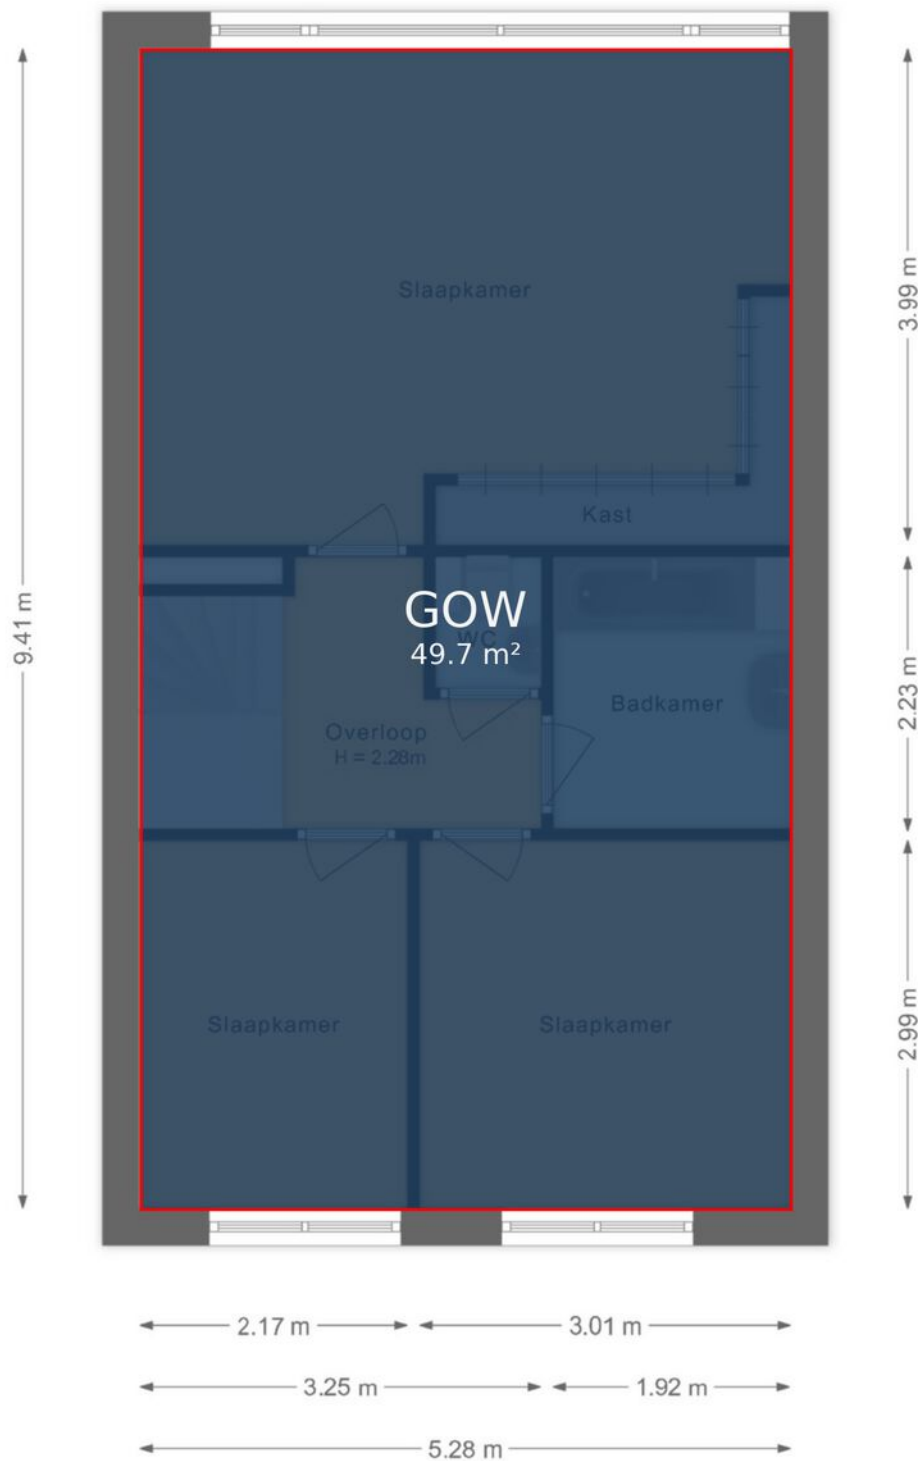 Slaapkamer
3.99 m
Kast
GOW
WC
49.7 m²
9.41 m
2.23 m
Badkamer
Overloop
H = 2.28m
Slaapkamer
Slaapkamer
2.99 m
2.17 m
3.01 m
3.25 m
1.92 m
5.28 m